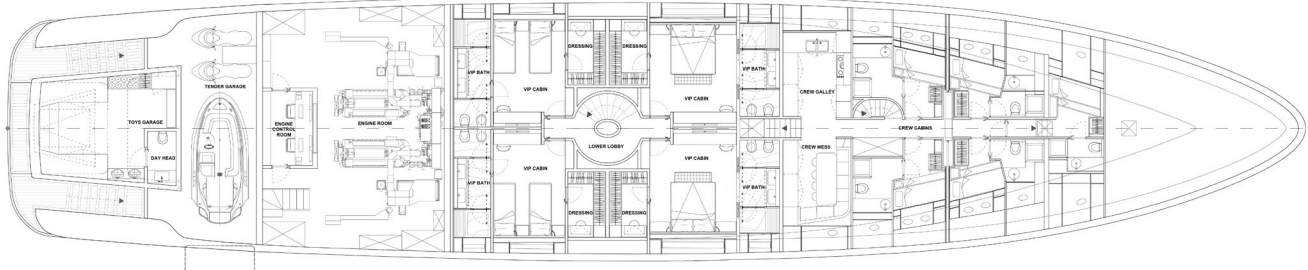 TOYS GARAGE
DAY HEAD
TENDER GARAGE
ENGINE
CONTROL
ROOM
ENGINE ROOM
VIP BATH
VIP BATH
VIP CABIN
VIP CABIN
DRESSING
DRESSING
LOWER LOBBY
DRESSING
DRESSING
VIP CABIN
VIP CABIN
VIP BATH
VIP BATH
CREW GALLEY
CREW MESS
CREW CABINS